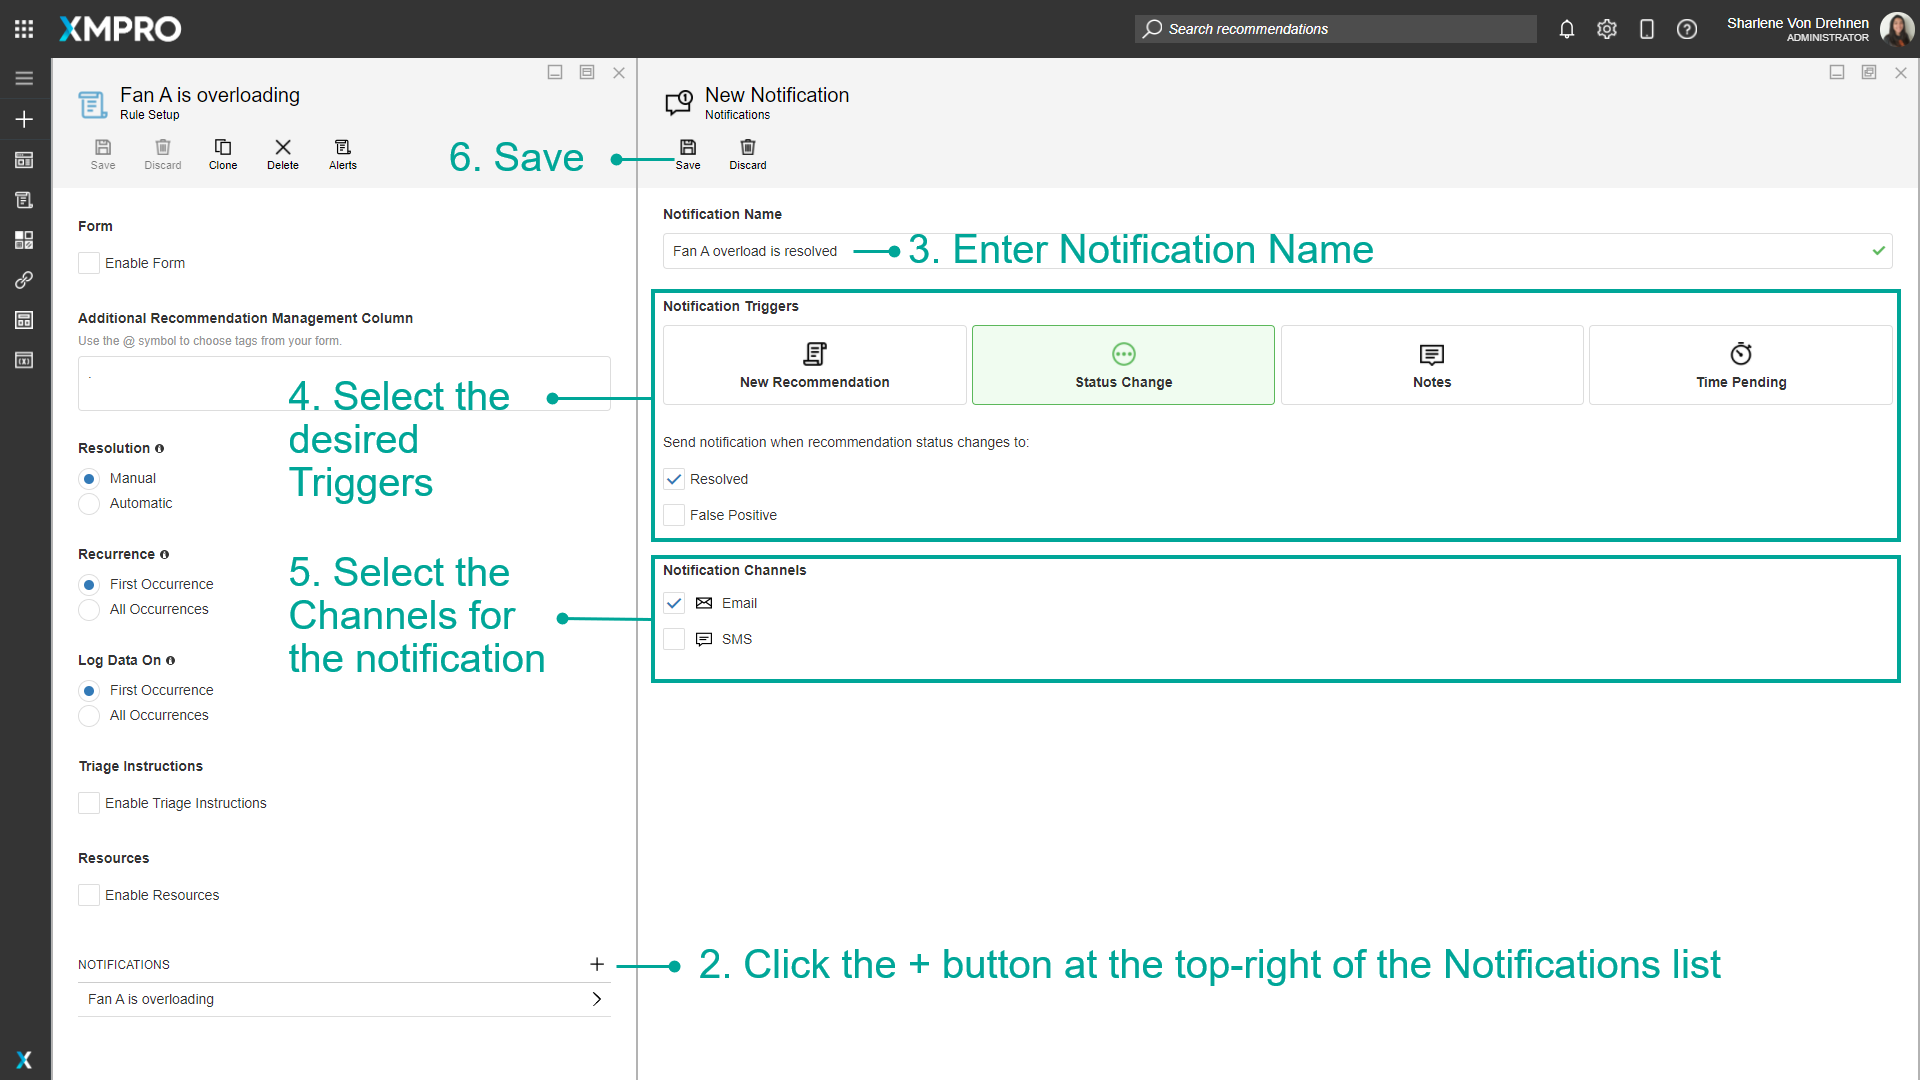 XMPRO
Search recommendations
Sharlene Von Drehnen
ADMINISTRATOR
Fan A is overloading
Rule Setup
Save
Discard
Clone
Delete
Alerts
6. Save
New Notification
Notifications
Save
Discard
Form
Enable Form
Additional Recommendation Management Column
Use the @ symbol to choose tags from your form.
.
4. Select the
desired
Triggers
Resolution
Manual
Automatic
Recurrence
First Occurrence
All Occurrences
5. Select the
Channels for
the notification
Log Data On
First Occurrence
All Occurrences
Triage Instructions
Enable Triage Instructions
Resources
Enable Resources
NOTIFICATIONS
Fan A is overloading
Notification Name
Fan A overload is resolved
3. Enter Notification Name
Notification Triggers
New Recommendation
Status Change
Notes
Time Pending
Send notification when recommendation status changes to:
Resolved
False Positive
Notification Channels
Email
SMS
2. Click the + button at the top-right of the Notifications list